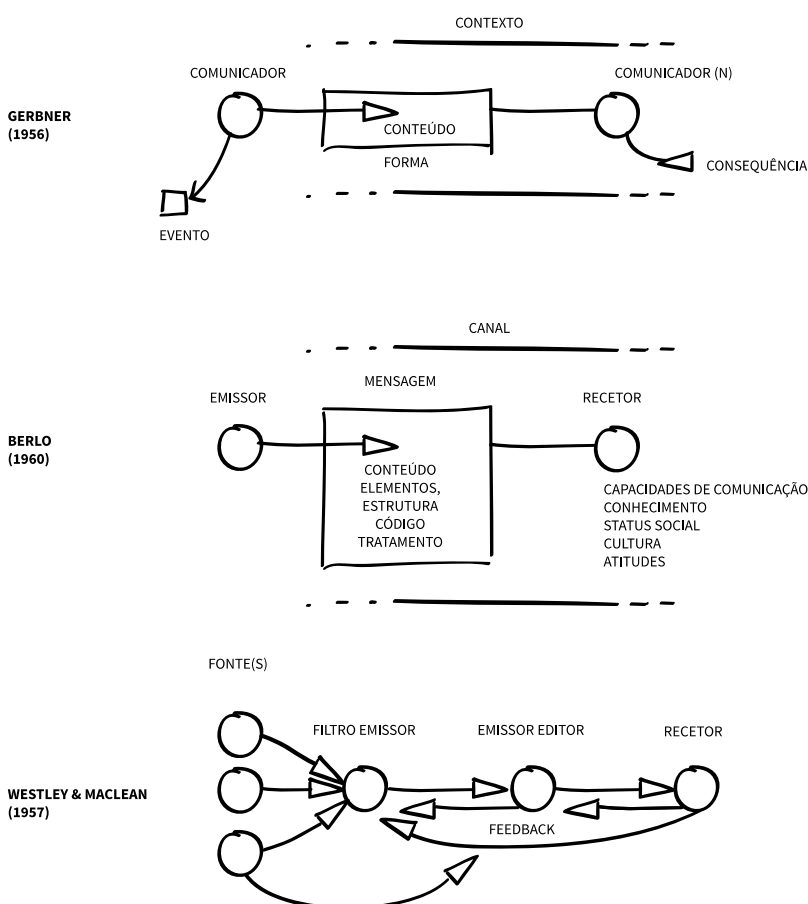 CONTEXTO
COMUNICADOR
COMUNICADOR (N)
GERBNER
(1956)
CONTEÚDO
FORMA
CONSEQUÊNCIA
EVENTO
CANAL
MENSAGEM
EMISSOR
RECETOR
BERLO
(1960)
CONTEÚDO
ELEMENTOS,
ESTRUTURA
CÓDIGO
TRATAMENTO
CAPACIDADES DE COMUNICAÇÃO
CONHECIMENTO
STATUS SOCIAL
CULTURA
ATITUDES
FONTE(S)
FILTRO EMISSOR
EMISSOR EDITOR
RECETOR
WESTLEY & MACLEAN
(1957)
FEEDBACK